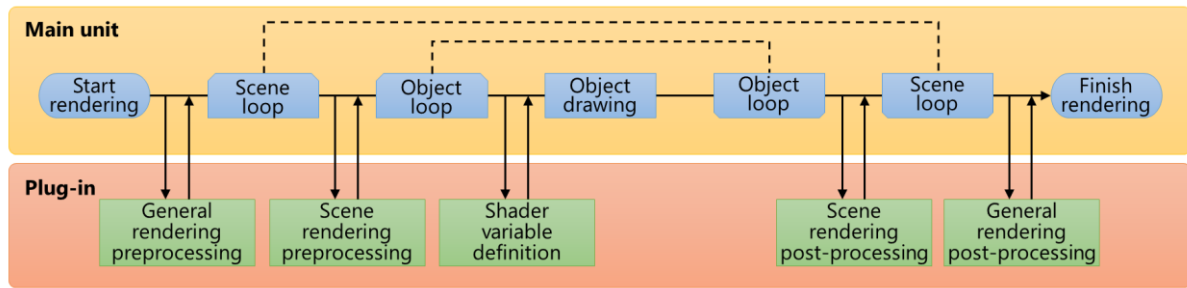 Main unit
Start
rendering
Scene
loop
Object
loop
Object
drawing
Object
loop
Scene
loop
Finish
rendering
Plug-in
General
rendering
preprocessing
Scene
rendering
preprocessing
Shader
variable
definition
Scene
rendering
post-processing
General
rendering
post-processing